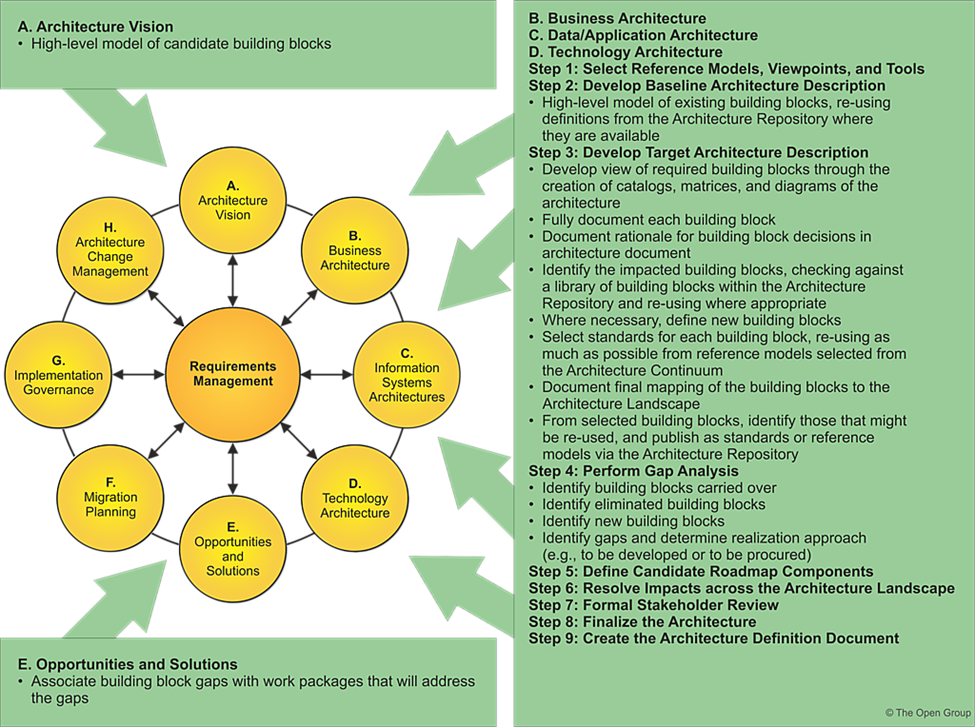 A. Architecture Vision
• High-level model of candidate building blocks
B. Business Architecture
C. Data/Application Architecture
D. Technology Architecture
Step 1: Select Reference Models, Viewpoints, and Tools
Step 2: Develop Baseline Architecture Description
• High-level model of existing building blocks, re-using
definitions from the Architecture Repository where
they are available
Step 3: Develop Target Architecture Description
• Develop view of required building blocks through the
creation of catalogs, matrices, and diagrams of the
architecture
• Fully document each building block
• Document rationale for building block decisions in
architecture document
• Identify the impacted building blocks, checking against
a library of building blocks within the Architecture
Repository and re-using where appropriate
• Where necessary, define new building blocks
• Select standards for each building block, re-using as
much as possible from reference models selected from
the Architecture Continuum
• Document final mapping of the building blocks to the
Architecture Landscape
• From selected building blocks, identify those that might
be re-used, and publish as standards or reference
models via the Architecture Repository
Step 4: Perform Gap Analysis
• Identify building blocks carried over
• Identify eliminated building blocks
• Identify new building blocks
• Identify gaps and determine realization approach
(e.g., to be developed or to be procured)
Step 5: Define Candidate Roadmap Components
Step 6: Resolve Impacts across the Architecture Landscape
Step 7: Formal Stakeholder Review
Step 8: Finalize the Architecture
Step 9: Create the Architecture Definition Document
A.
Architecture
Vision
B.
Business
Architecture
C.
Information
Systems
Architectures
D.
Technology
Architecture
E.
Opportunities
and
Solutions
F.
Migration
Planning
G.
Implementation
Governance
H.
Architecture
Change
Management
Requirements
Management
E. Opportunities and Solutions
• Associate building block gaps with work packages that will address
the gaps
© The Open Group